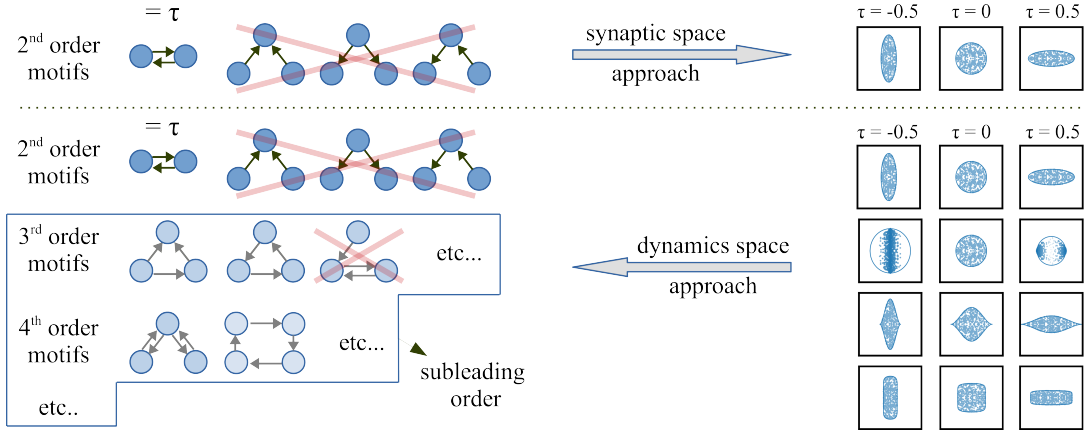 = τ
2nd order
motifs
synaptic space
approach
τ = -0.5 τ = 0 τ = 0.5
= τ
2nd order
motifs
τ = -0.5 τ = 0 τ = 0.5
3rd order
motifs
etc...
dynamics space
approach
4th order
motifs
etc...
subleading
order
etc..